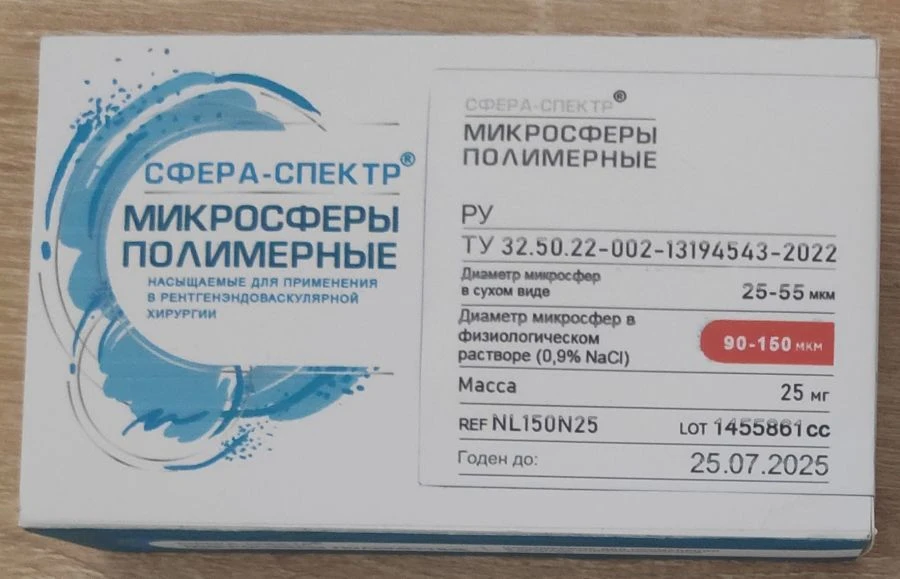 СФЕРА-СПЕКТР®
МИКРОСФЕРЫ
ПОЛИМЕРНЫЕ
НАСЫЩАЕМЫЕ ДЛЯ ПРИМЕНЕНИЯ
В РЕНТГЕНЭНДОВАСКУЛЯРНОЙ
ХИРУРГИИ
СФЕРА-СПЕКТР®
МИКРОСФЕРЫ
ПОЛИМЕРНЫЕ
РУ
ТУ 32.50.22-002-13194543-2022
Диаметр микросфер
в сухом виде 25-55 мкм
Диаметр микросфер в
физиологическом
растворе (0,9% NaCl) 90-150 мкм
Масса 25 мг
REF NL150N25 LOT 1455861cc
Годен до: 25.07.2025